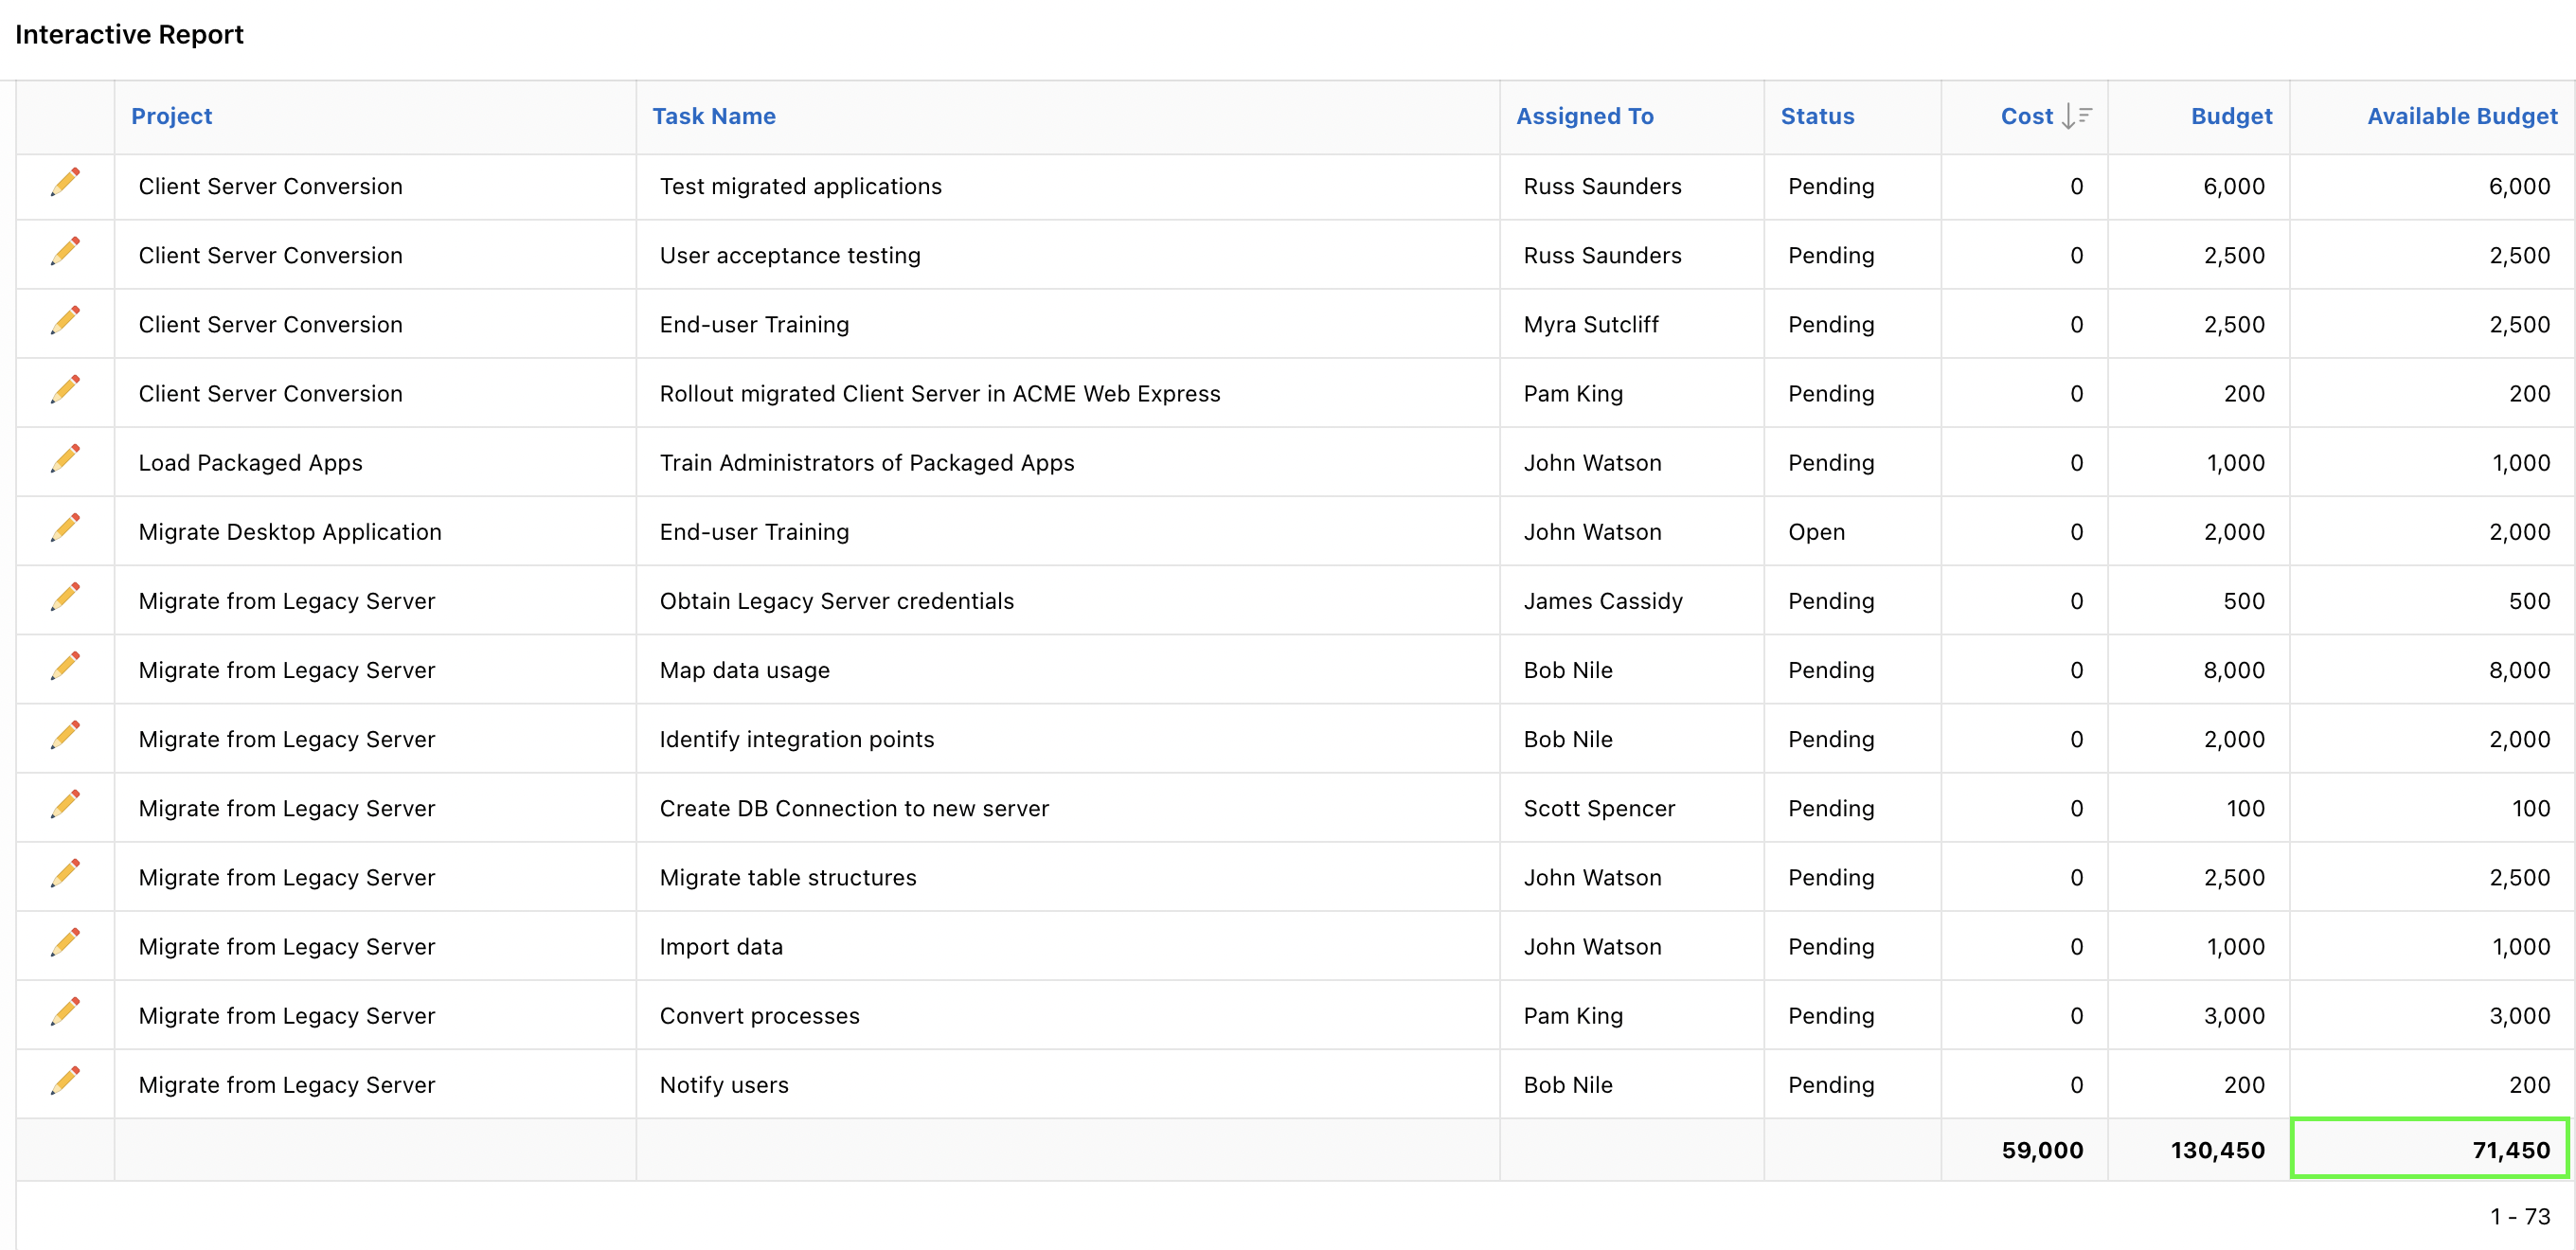 Interactive Report
Project Task Name Assigned To Status Cost Budget Available Budget
Client Server Conversion Test migrated applications Russ Saunders Pending 0 6,000 6,000
Client Server Conversion User acceptance testing Russ Saunders Pending 0 2,500 2,500
Client Server Conversion End-user Training Myra Sutcliff Pending 0 2,500 2,500
Client Server Conversion Rollout migrated Client Server in ACME Web Express Pam King Pending 0 200 200
Load Packaged Apps Train Administrators of Packaged Apps John Watson Pending 0 1,000 1,000
Migrate Desktop Application End-user Training John Watson Open 0 2,000 2,000
Migrate from Legacy Server Obtain Legacy Server credentials James Cassidy Pending 0 500 500
Migrate from Legacy Server Map data usage Bob Nile Pending 0 8,000 8,000
Migrate from Legacy Server Identify integration points Bob Nile Pending 0 2,000 2,000
Migrate from Legacy Server Create DB Connection to new server Scott Spencer Pending 0 100 100
Migrate from Legacy Server Migrate table structures John Watson Pending 0 2,500 2,500
Migrate from Legacy Server Import data John Watson Pending 0 1,000 1,000
Migrate from Legacy Server Convert processes Pam King Pending 0 3,000 3,000
Migrate from Legacy Server Notify users Bob Nile Pending 0 200 200
59,000 130,450 71,450
1 - 73